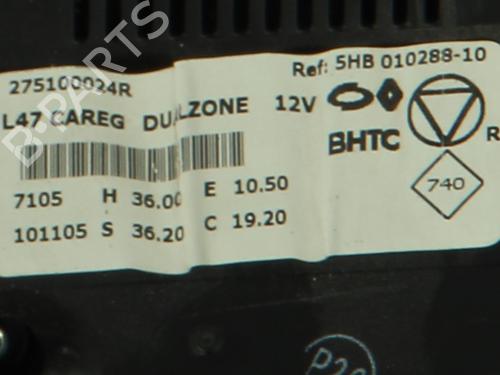 275100024R
Ref: 5HB 010288-10
L47 CAREG DUALZONE 12V
BHTC
R
7105 H 36.00 E 10.50
740
101105 S 36.20 C 19.20
B-PARTS